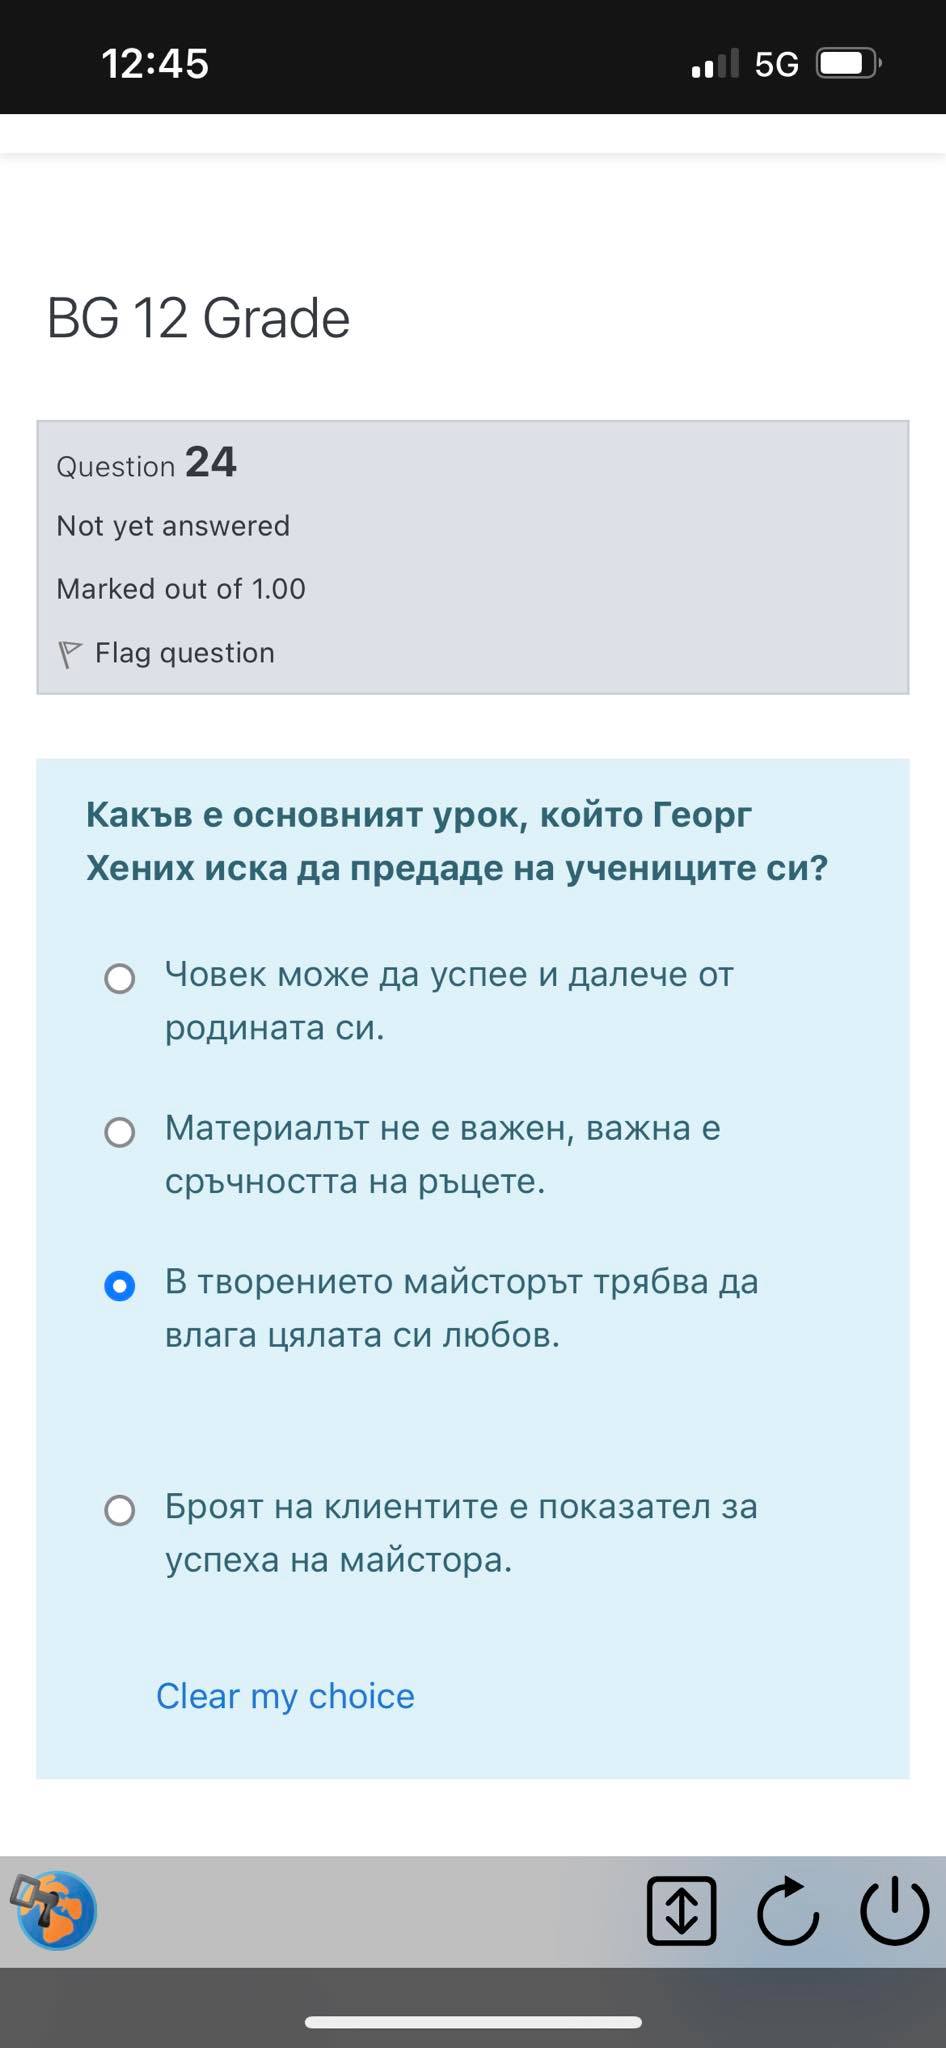 12:45
5G
BG 12 Grade
Question 24
Not yet answered
Marked out of 1.00
Flag question
Какъв е основният урок, който Георг
Хених иска да предаде на учениците си?
Човек може да успее и далече от
родината си.
Материалът не е важен, важна е
сръчността на ръцете.
В творението майсторът трябва да
влага цялата си любов.
Броят на клиентите е показател за
успеха на майстора.
Clear my choice